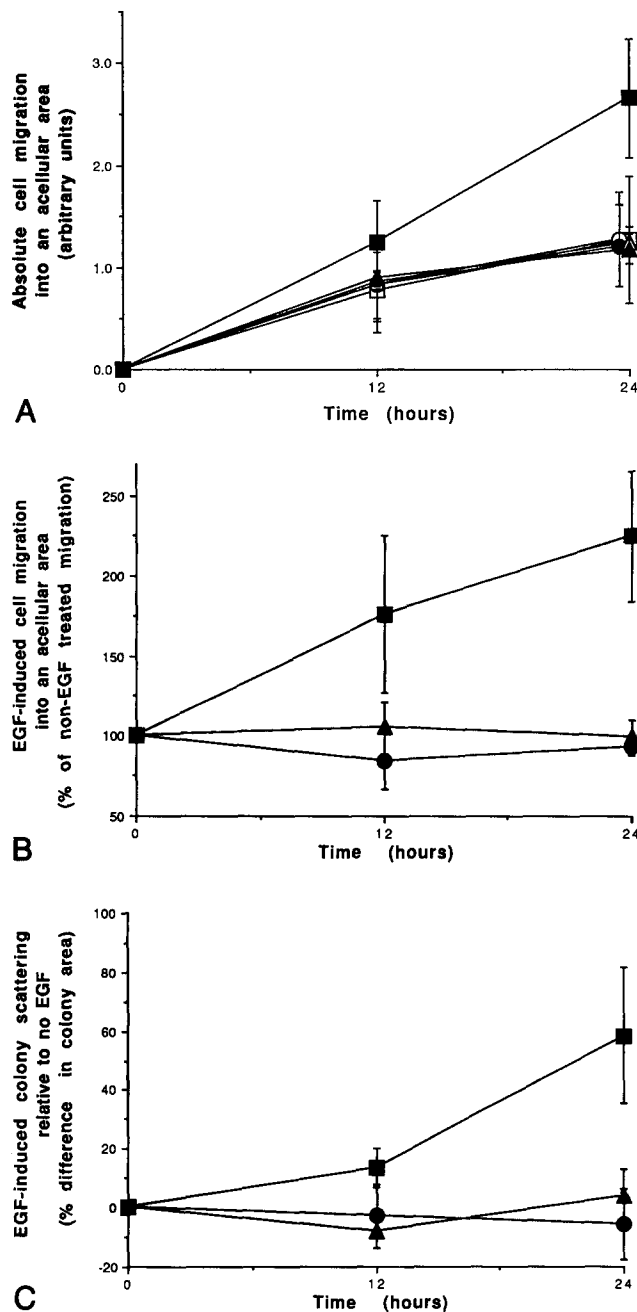 Absolute cell migration
into an acellular area
(arbitrary units)
3.0
2.0
1.0
0.0
0
12
24
Time (hours)
A
EGF-induced cell migration
into an acellular area
(% of non-EGF treated migration)
250
200
150
100
50
0
12
24
Time (hours)
B
EGF-induced colony scattering
relative to no EGF
(% difference in colony area)
100
80
60
40
20
0
-20
0
12
24
Time (hours)
C